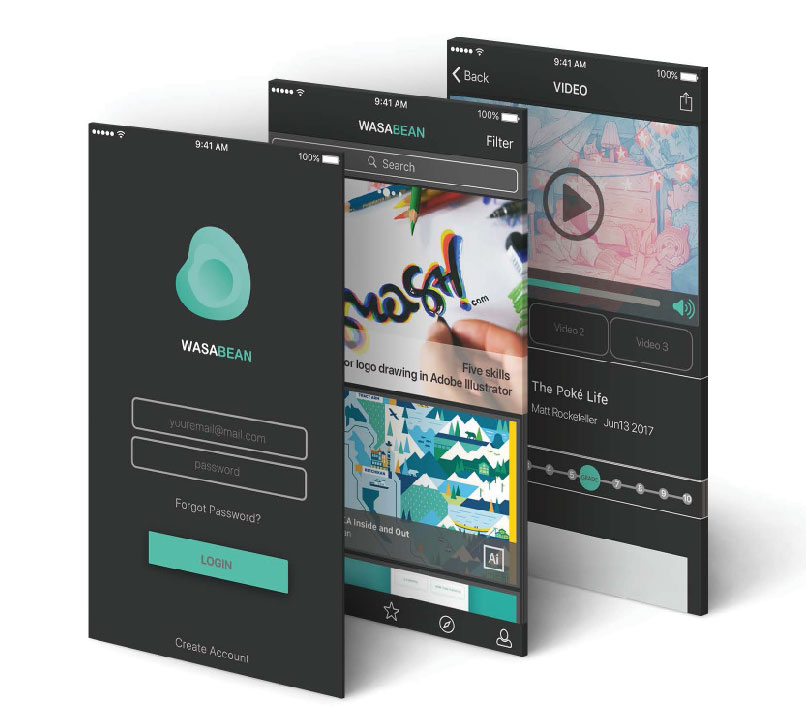 9:41 AM
100%
WASABEAN
youremail@mail.com
password
Forgot Password?
LOGIN
Create Account
9:41 AM
100%
WASABEAN
Filter
Search
.com
Five skills
or logo drawing in Adobe Illustrator
MICHIGAN
A inside and Out
an
Ai
9:41 AM
100%
Back
VIDEO
Video 2
Video 3
The Poké Life
Matt Rockefeller Jun13 2017
7
8
9
10